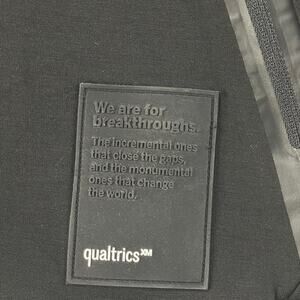 We are for
breakthroughs.
The incremental ones
that close the gaps,
and the monumental
ones that change
the world.
qualtrics XM